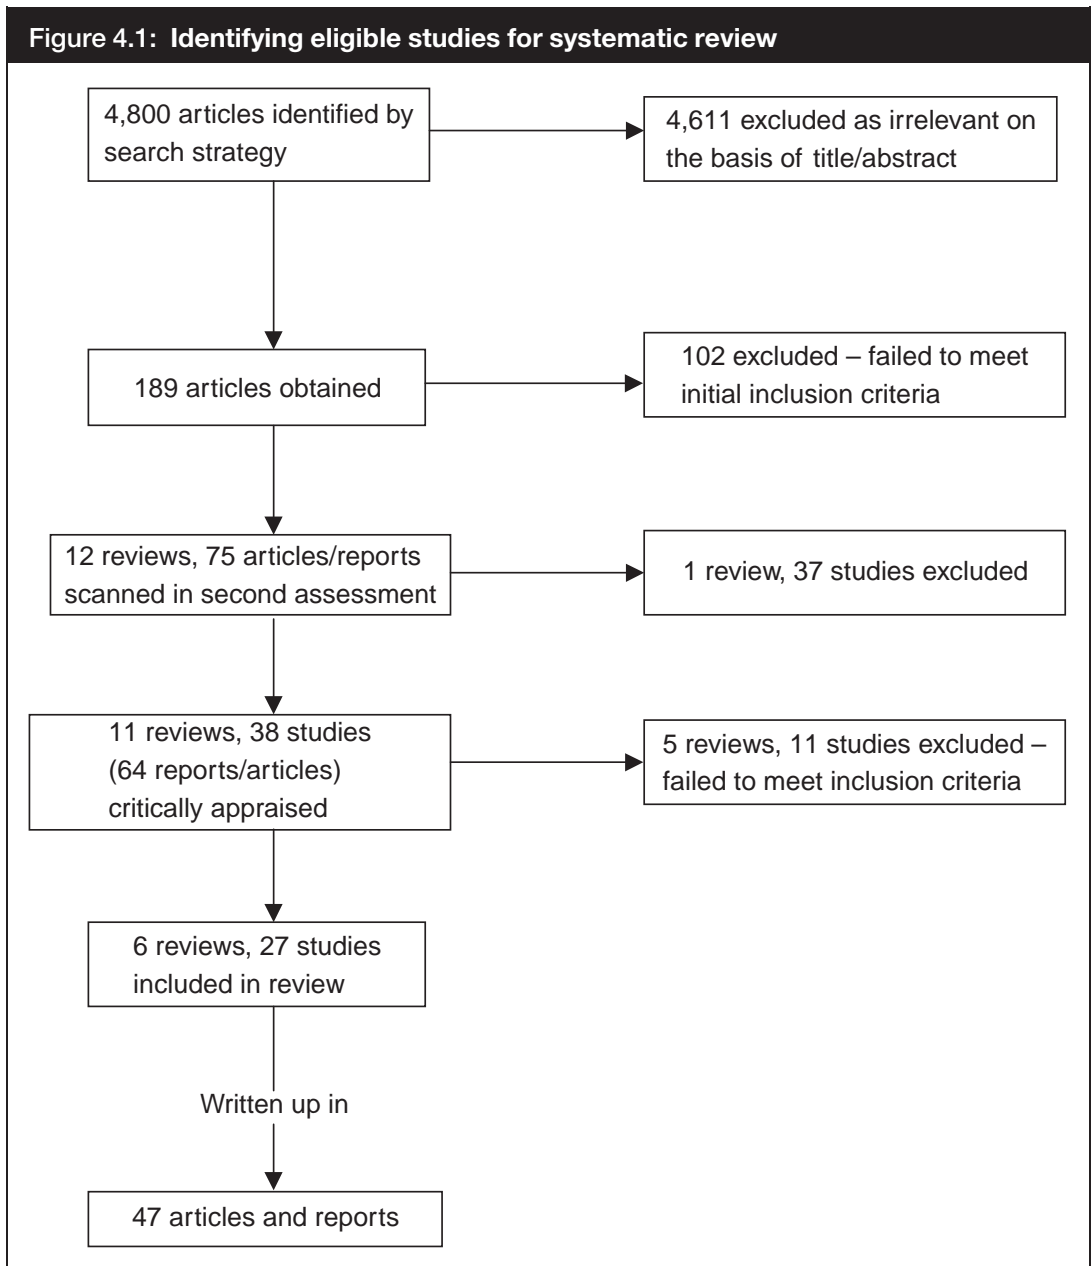 Figure 4.1: Identifying eligible studies for systematic review
4,800 articles identified by
search strategy
4,611 excluded as irrelevant on
the basis of title/abstract
189 articles obtained
102 excluded – failed to meet
initial inclusion criteria
12 reviews, 75 articles/reports
scanned in second assessment
1 review, 37 studies excluded
11 reviews, 38 studies
(64 reports/articles)
critically appraised
5 reviews, 11 studies excluded –
failed to meet inclusion criteria
6 reviews, 27 studies
included in review
Written up in
47 articles and reports